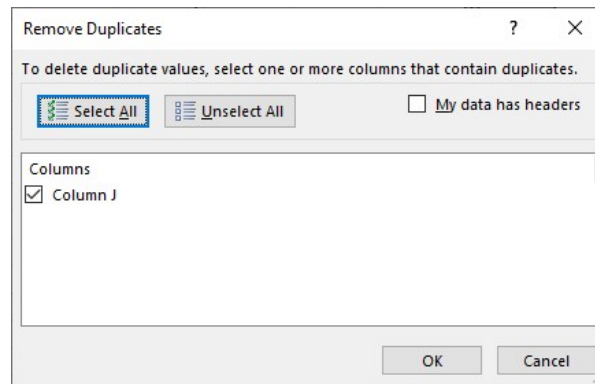 Remove Duplicates ? ×
To delete duplicate values, select one or more columns that contain duplicates.
Select All Unselect All My data has headers
Columns
Column J
OK Cancel